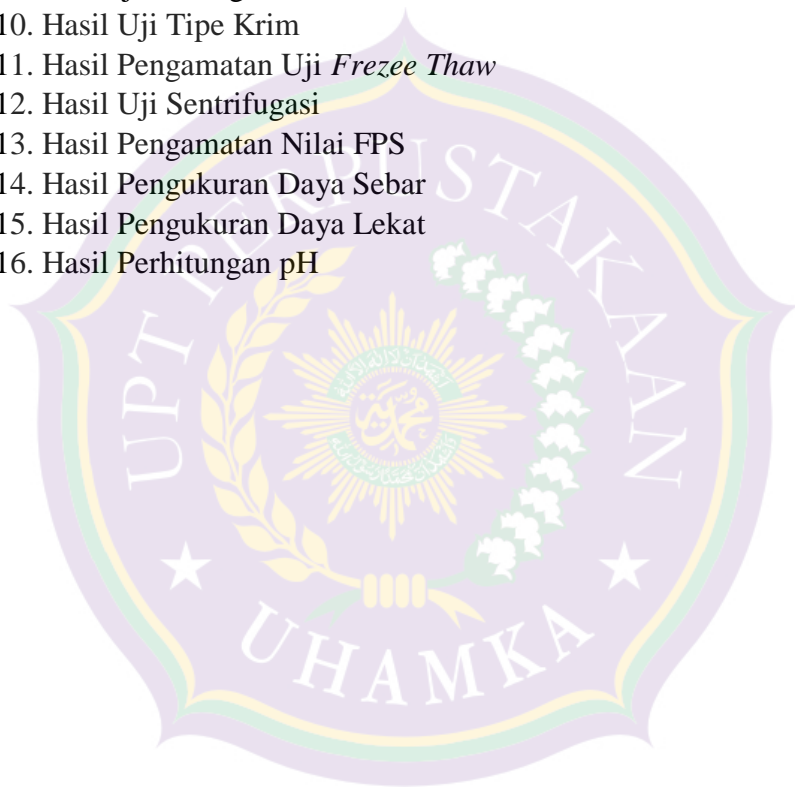 10. Hasil Uji Tipe Krim
11. Hasil Pengamatan Uji Frezee Thaw
12. Hasil Uji Sentrifugasi
13. Hasil Pengamatan Nilai FPS
14. Hasil Pengukuran Daya Sebar
15. Hasil Pengukuran Daya Lekat
16. Hasil Perhitungan pH
UPT PERPUSTAKAAN
UHAMKA